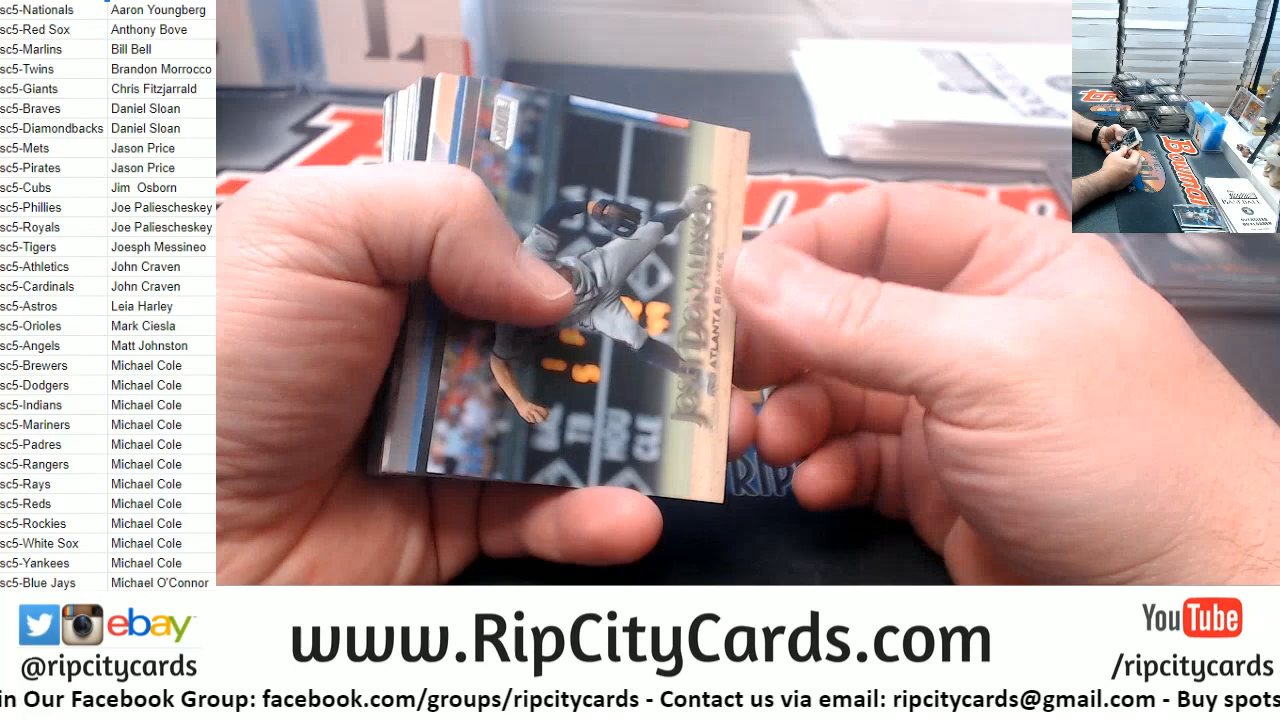 sc5-Nationals Aaron Youngberg
sc5-Red Sox Anthony Bove
sc5-Marlins Bill Bell
sc5-Twins Brandon Morrocco
sc5-Giants Chris Fitzjarrald
sc5-Braves Daniel Sloan
sc5-Diamondbacks Daniel Sloan
sc5-Mets Jason Price
sc5-Pirates Jason Price
sc5-Cubs Jim Osborn
sc5-Phillies Joe Paliescheskey
sc5-Royals Joe Paliescheskey
sc5-Tigers Joesph Messineo
sc5-Athletics John Craven
sc5-Cardinals John Craven
sc5-Astros Leia Harley
sc5-Orioles Mark Ciesla
sc5-Angels Matt Johnston
sc5-Brewers Michael Cole
sc5-Dodgers Michael Cole
sc5-Indians Michael Cole
sc5-Mariners Michael Cole
sc5-Padres Michael Cole
sc5-Rangers Michael Cole
sc5-Rays Michael Cole
sc5-Reds Michael Cole
sc5-Rockies Michael Cole
sc5-White Sox Michael Cole
sc5-Yankees Michael Cole
sc5-Blue Jays Michael O'Connor
JOSH DONALDSON
ATLANTA BRAVES
TB
HOU
CLE
RIP
TOPPS
Bowman
BASEBALL
ebay
@ripcitycards
www.RipCityCards.com
YouTube
/ripcitycards
in Our Facebook Group: facebook.com/groups/ripcitycards - Contact us via email: ripcitycards@gmail.com - Buy spots